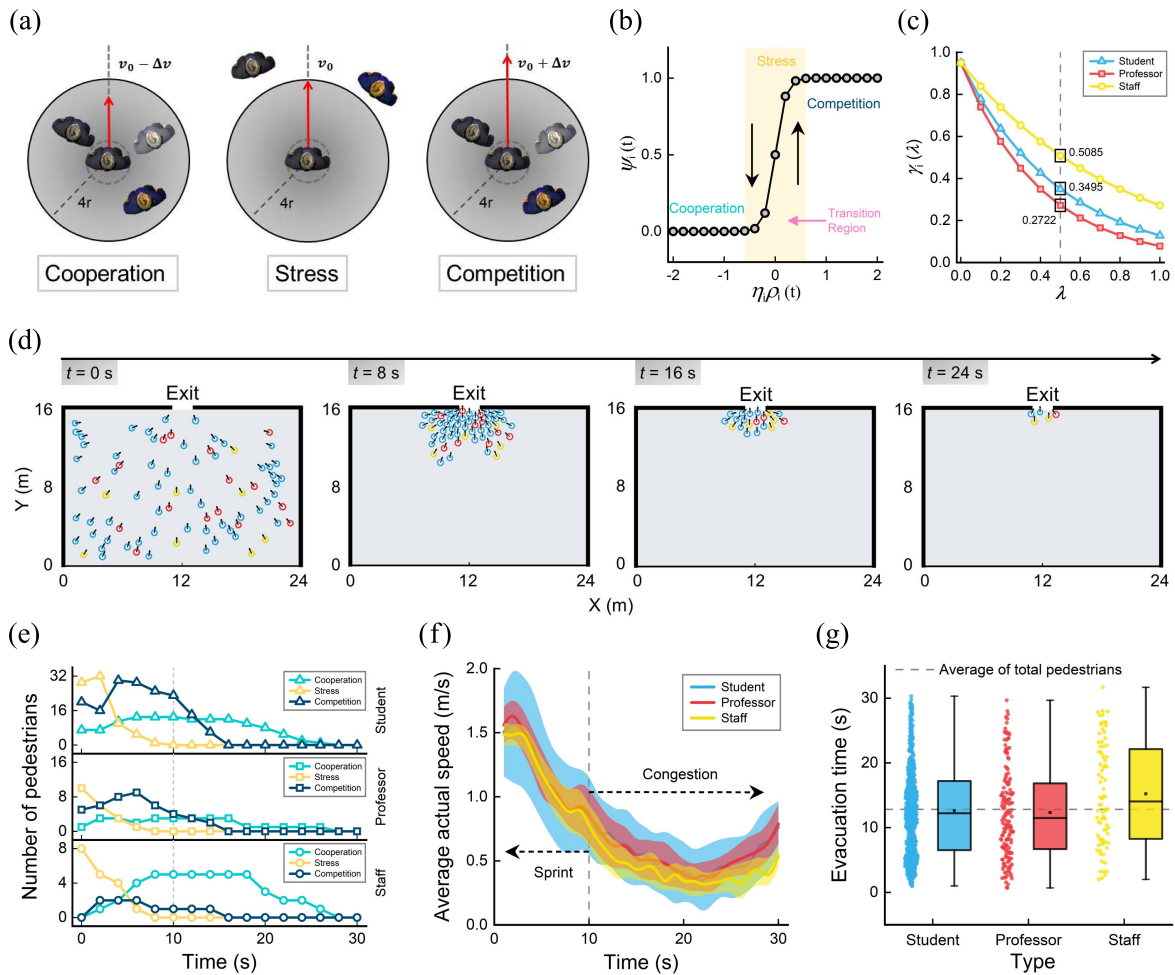 (a)
v₀ − Δv
v₀
v₀ + Δv
4r
4r
4r
Cooperation
Stress
Competition
(b)
Stress
Competition
Cooperation
Transition
Region
ψᵢ(t)
1.0
0.5
0.0
-2 -1 0 1 2
ηᵢρᵢ(t)
(c)
Student
Professor
Staff
0.5085
0.3495
0.2722
γᵢ(λ)
1.0
0.8
0.6
0.4
0.2
0.0
0.0 0.2 0.4 0.6 0.8 1.0
λ
(d)
t = 0 s
t = 8 s
t = 16 s
t = 24 s
Exit
Exit
Exit
Exit
Y (m)
16
8
0
0 12 24
16
8
0
0 12 24
16
8
0
0 12 24
16
8
0
0 12 24
X (m)
(e)
Number of pedestrians
32
16
0
Cooperation
Stress
Competition
Student
16
8
0
Cooperation
Stress
Competition
Professor
8
4
0
Cooperation
Stress
Competition
Staff
0 10 20 30
Time (s)
(f)
Average actual speed (m/s)
2.0
1.5
1.0
0.5
0.0
Student
Professor
Staff
Congestion
Sprint
0 10 20 30
Time (s)
(g)
Average of total pedestrians
Evacuation time (s)
30
20
10
0
Student Professor Staff
Type